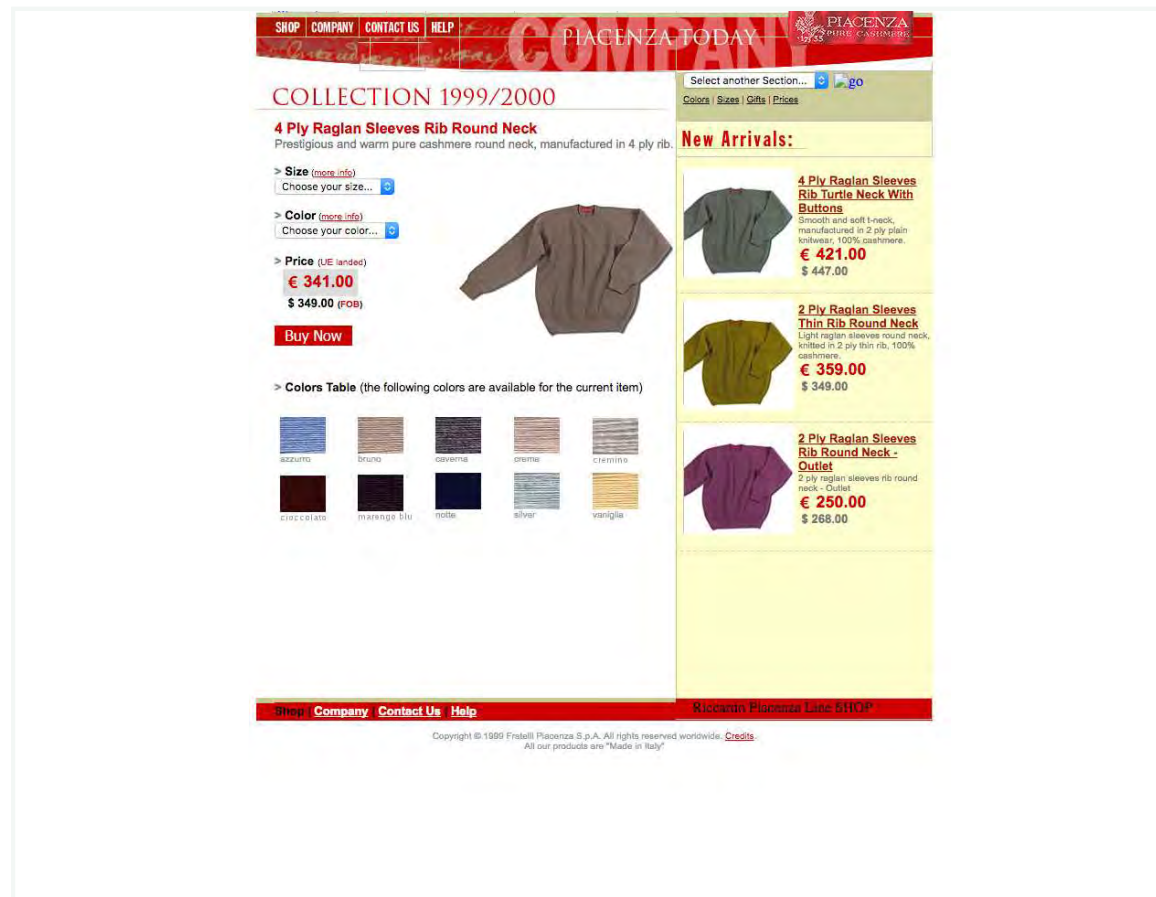 SHOP COMPANY CONTACT US HELP
COMPANY
PIACENZA TODAY
PIACENZA
PURE CASHMERE
COLLECTION 1999/2000
4 Ply Raglan Sleeves Rib Round Neck
Prestigious and warm pure cashmere round neck, manufactured in 4 ply rib.
> Size (more info)
Choose your size...
> Color (more info)
Choose your color...
> Price (UE landed)
€ 341.00
$ 349.00 (FOB)
Buy Now
> Colors Table (the following colors are available for the current item)
azzurro bruno caverna creme cremino
cioccolato marengo blu notte silver vaniglia
Select another Section... go
Colors | Sizes | Gifts | Prices
New Arrivals:
4 Ply Raglan Sleeves
Rib Turtle Neck With
Buttons
Smooth and soft t-neck,
manufactured in 2 ply plain
knitwear, 100% cashmere.
€ 421.00
$ 447.00
2 Ply Raglan Sleeves
Thin Rib Round Neck
Light raglan sleeves round neck,
knitted in 2 ply thin rib, 100%
cashmere.
€ 359.00
$ 349.00
2 Ply Raglan Sleeves
Rib Round Neck -
Outlet
2 ply raglan sleeves rib round
neck - Outlet
€ 250.00
$ 268.00
Shop | Company | Contact Us | Help
Riccardo Piacenza Line SHOP
Copyright © 1999 Fratelli Piacenza S.p.A. All rights reserved worldwide. Credits.
All our products are "Made in Italy"